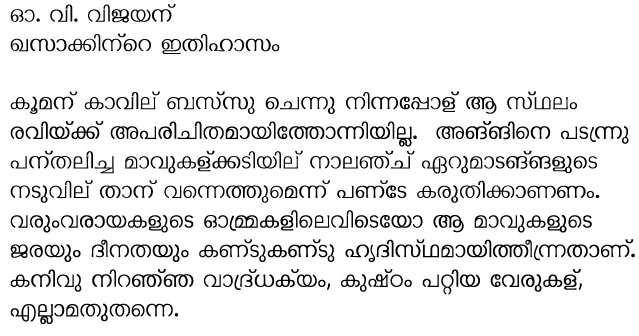 ഓ. വി. വിജയന്
ഖസാക്കിന്റെ ഇതിഹാസം
കൂമന് കാവില് ബസ്സു ചെന്നു നിന്നപ്പോള് ആ സ്ഥലം
രവിയ്ക്ക് അപരിചിതമായിത്തോന്നിയില്ല. അങ്ങിനെ പടന്ന്രു
പന്തലിച്ച മാവുകള്ക്കടിയില് നാലഞ്ച് ഏറുമാടങ്ങളുടെ
നടുവില് താന് വന്നെത്തുമെന്ന് പണ്ടേ കരുതിക്കാണണം.
വരുംവരായകളുടെ ഓമ്മ്രകളിലെവിടെയോ ആ മാവുകളുടെ
ജരയും ദീനതയും കണ്ടുകണ്ടു ഹൃദിസ്ഥമായിത്തീന്ന്രതാണ്.
കനിവു നിറഞ്ഞ വാദ്ര്ധക്യം, കുഷ്ഠം പറ്റിയ വേരുകള്,
എല്ലാമതുതന്നെ.